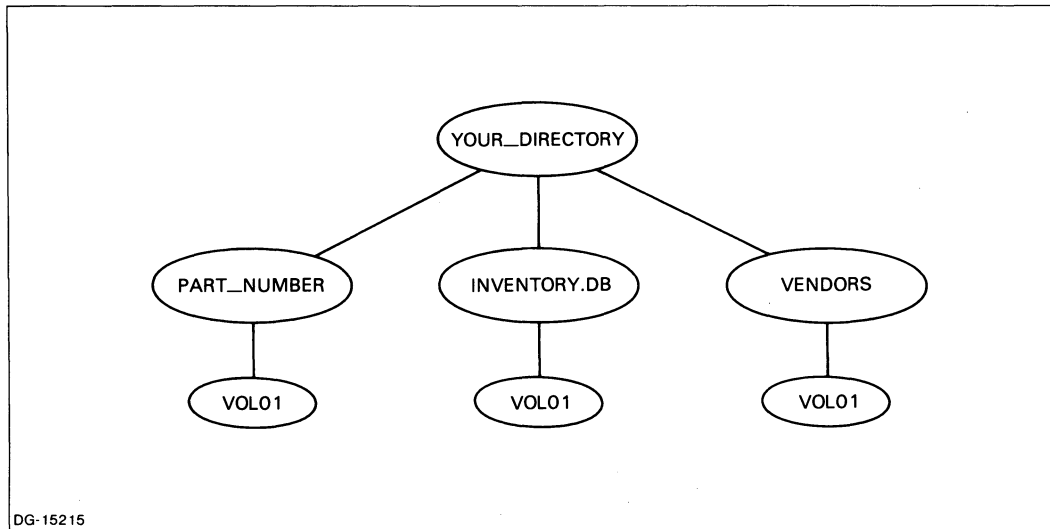 YOUR_DIRECTORY
PART_NUMBER INVENTORY.DB VENDORS
VOL01 VOL01 VOL01
DG-15215